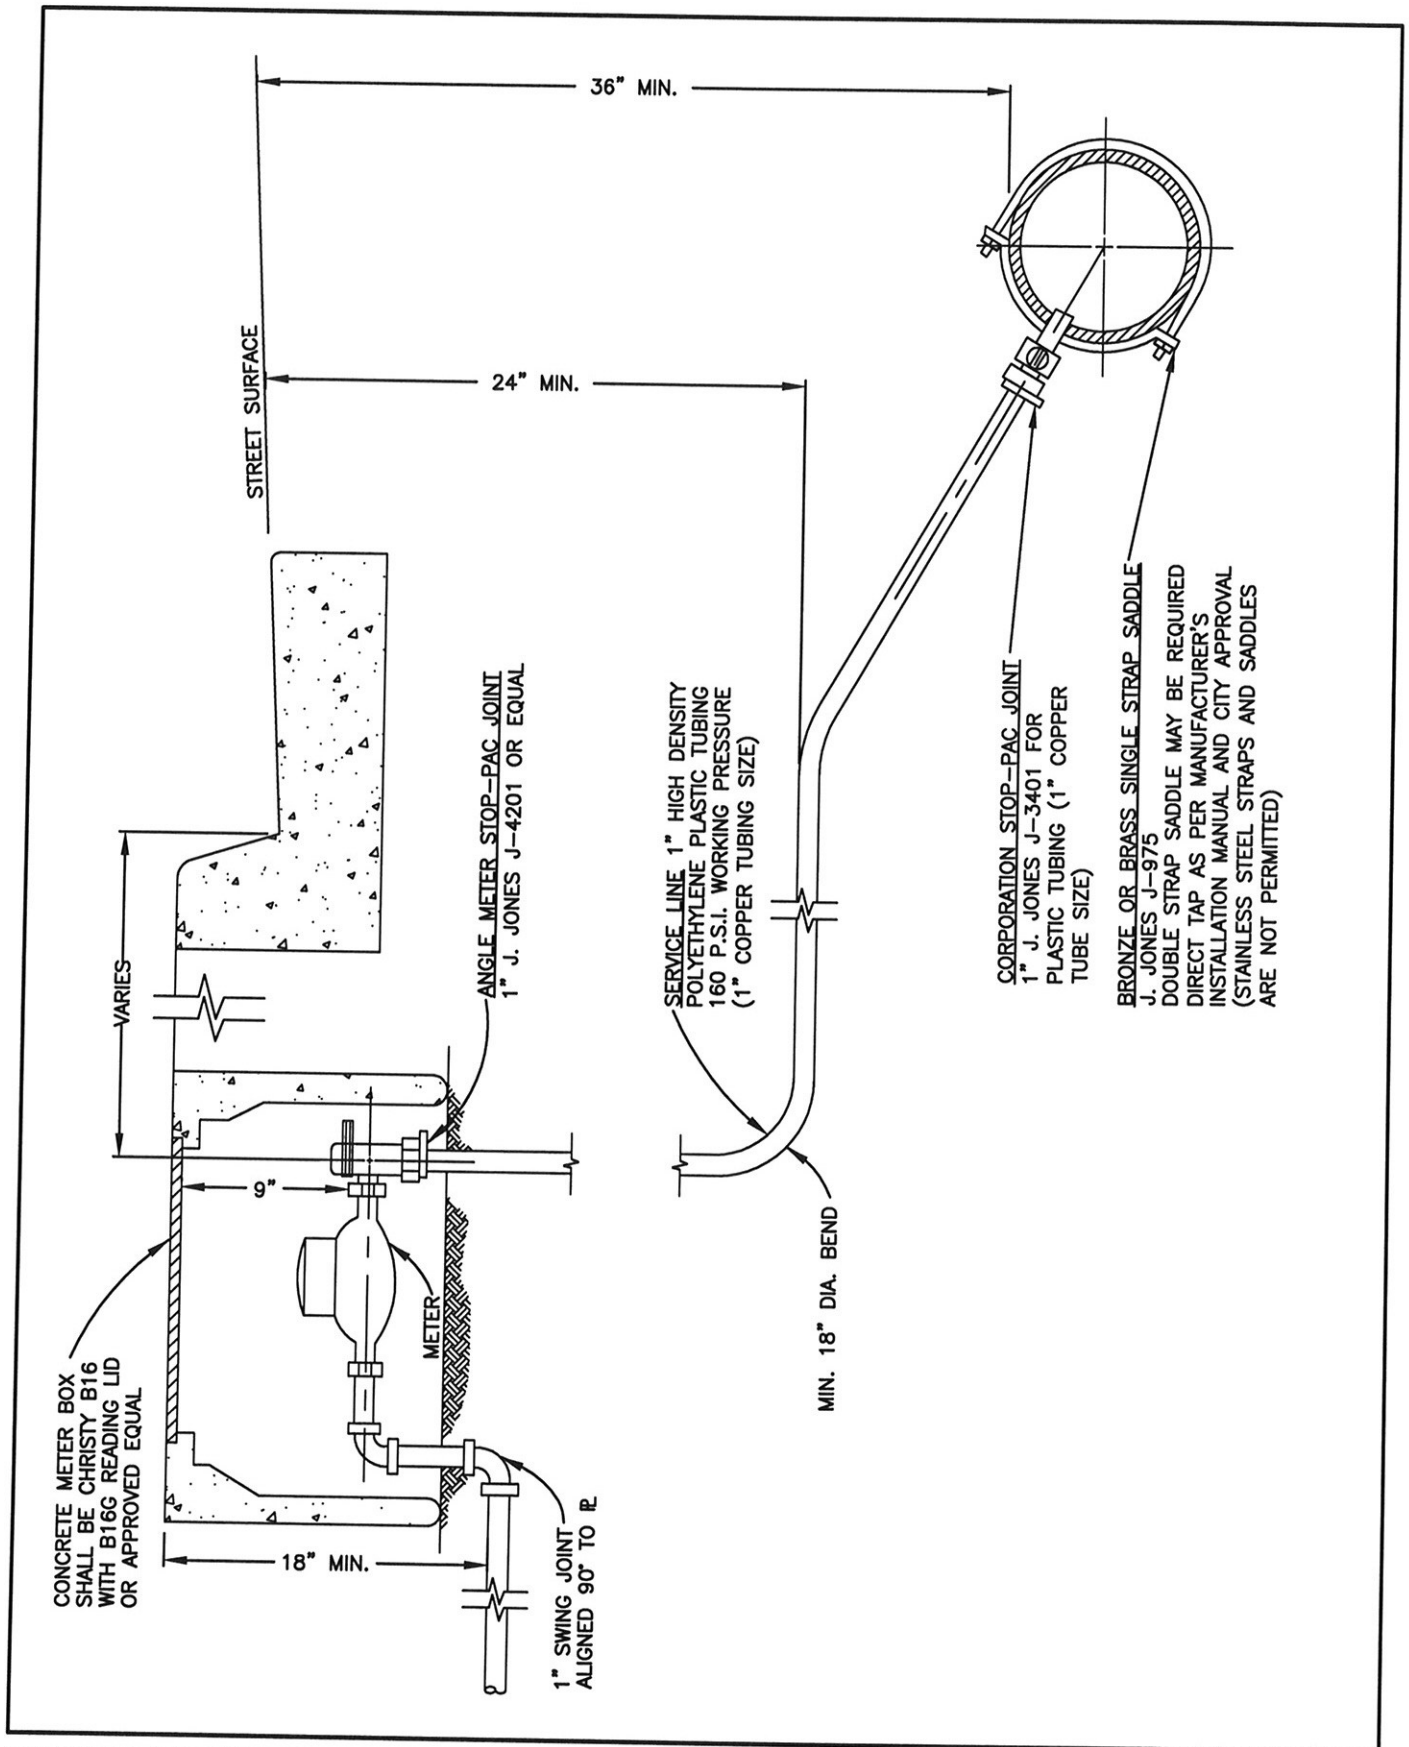 36" MIN.
STREET SURFACE
24" MIN.
VARIES
9"
CONCRETE METER BOX
SHALL BE CHRISTY B16
WITH B16G READING LID
OR APPROVED EQUAL
18" MIN.
METER
1" SWING JOINT
ALIGNED 90° TO PL
ANGLE METER STOP-PAC JOINT
1" J. JONES J-4201 OR EQUAL
SERVICE LINE 1" HIGH DENSITY
POLYETHYLENE PLASTIC TUBING
160 P.S.I. WORKING PRESSURE
(1" COPPER TUBING SIZE)
MIN. 18" DIA. BEND
CORPORATION STOP-PAC JOINT
1" J. JONES J-3401 FOR
PLASTIC TUBING (1" COPPER
TUBE SIZE)
BRONZE OR BRASS SINGLE STRAP SADDLE
J. JONES J-975
DOUBLE STRAP SADDLE MAY BE REQUIRED
DIRECT TAP AS PER MANUFACTURER'S
INSTALLATION MANUAL AND CITY APPROVAL
(STAINLESS STEEL STRAPS AND SADDLES
ARE NOT PERMITTED)